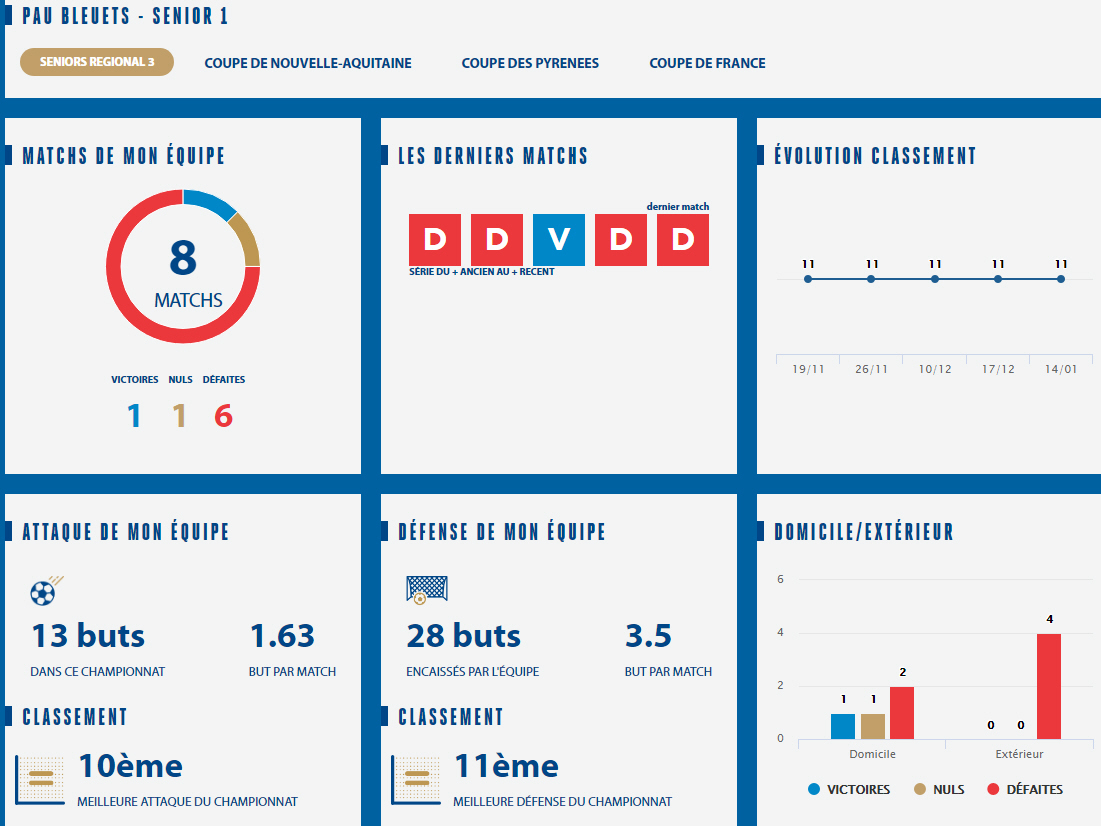 PAU BLEUETS - SENIOR 1
SENIORS REGIONAL 3
COUPE DE NOUVELLE-AQUITAINE
COUPE DES PYRENEES
COUPE DE FRANCE
MATCHS DE MON ÉQUIPE
8
MATCHS
VICTOIRES NULS DÉFAITES
1 1 6
LES DERNIERS MATCHS
dernier match
D D V D D
SÉRIE DU + ANCIEN AU + RECENT
ÉVOLUTION CLASSEMENT
11 11 11 11 11
19/11 26/11 10/12 17/12 14/01
ATTAQUE DE MON ÉQUIPE
13 buts 1.63
DANS CE CHAMPIONNAT BUT PAR MATCH
CLASSEMENT
10ème
MEILLEURE ATTAQUE DU CHAMPIONNAT
DÉFENSE DE MON ÉQUIPE
28 buts 3.5
ENCAISSÉS PAR L'ÉQUIPE BUT PAR MATCH
CLASSEMENT
11ème
MEILLEURE DÉFENSE DU CHAMPIONNAT
DOMICILE/EXTÉRIEUR
6
4
2
0
1 1 2 0 0 4
Domicile Extérieur
VICTOIRES NULS DÉFAITES